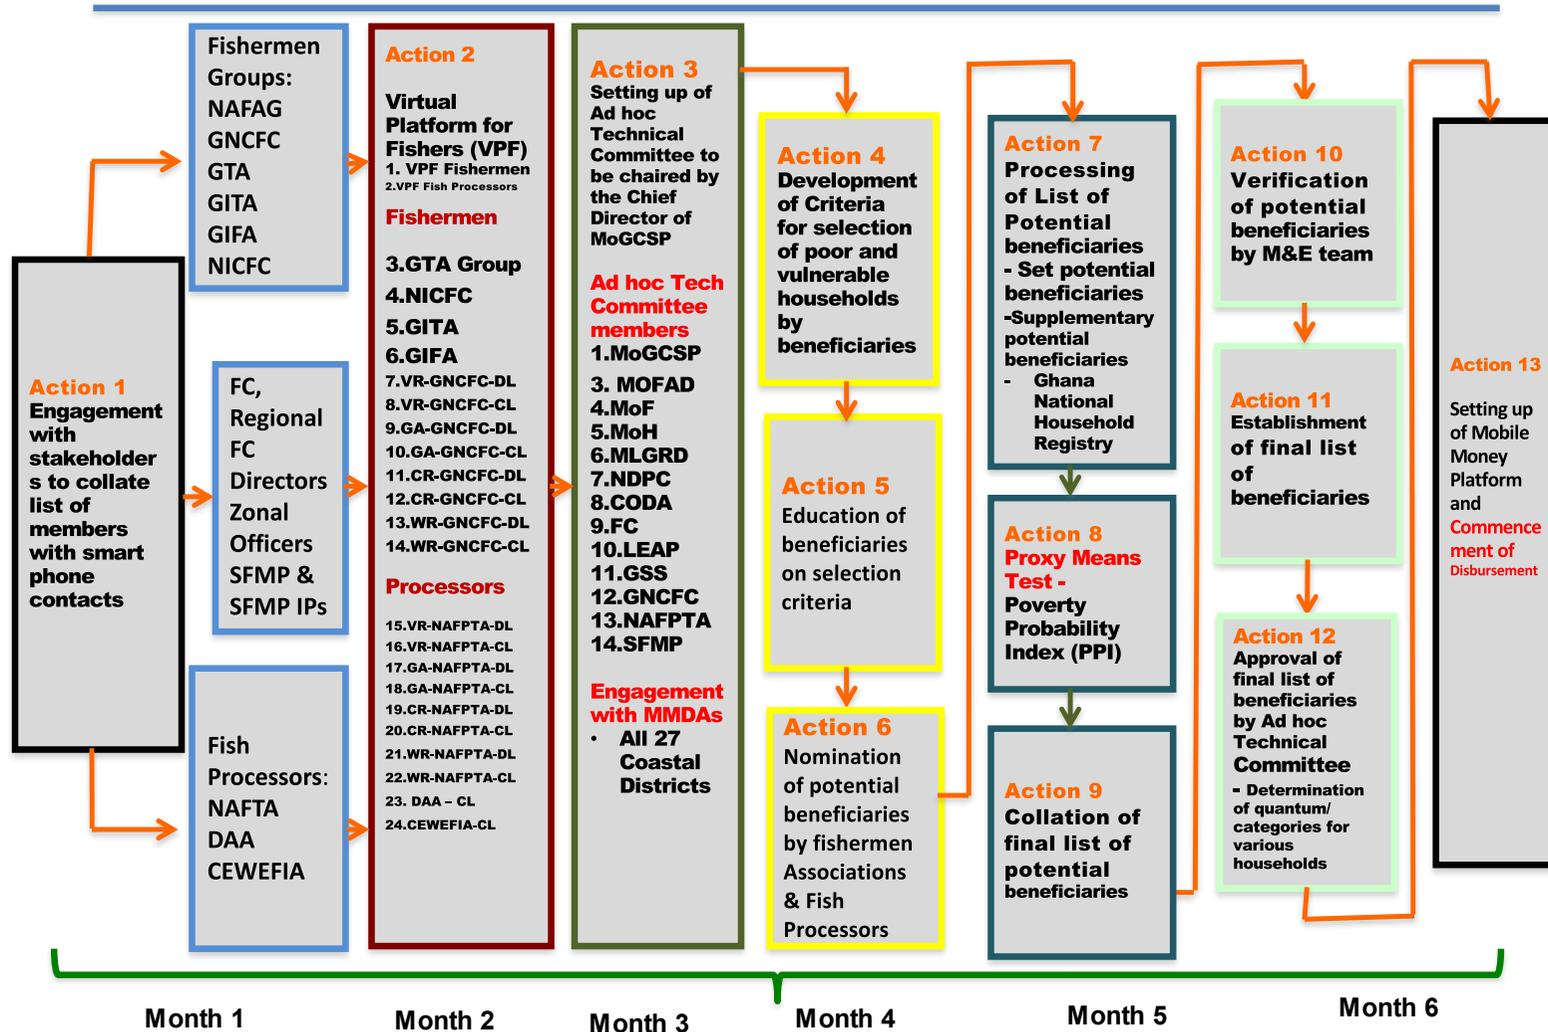 Action 1
Engagement
with
stakeholder
s to collate
list of
members
with smart
phone
contacts
Fishermen
Groups:
NAFAG
GNCFC
GTA
GITA
GIFA
NICFC
FC,
Regional
FC
Directors
Zonal
Officers
SFMP &
SFMP IPs
Fish
Processors:
NAFTA
DAA
CEWEFIA
Action 2
Virtual
Platform for
Fishers (VPF)
1. VPF Fishermen
2.VPF Fish Processors
Fishermen
3.GTA Group
4.NICFC
5.GITA
6.GIFA
7.VR-GNCFC-DL
8.VR-GNCFC-CL
9.GA-GNCFC-DL
10.GA-GNCFC-CL
11.CR-GNCFC-DL
12.CR-GNCFC-CL
13.WR-GNCFC-DL
14.WR-GNCFC-CL
Processors
15.VR-NAFPTA-DL
16.VR-NAFPTA-CL
17.GA-NAFPTA-DL
18.GA-NAFPTA-CL
19.CR-NAFPTA-DL
20.CR-NAFPTA-CL
21.WR-NAFPTA-DL
22.WR-NAFPTA-CL
23. DAA – CL
24.CEWEFIA-CL
Action 3
Setting up of
Ad hoc
Technical
Committee to
be chaired by
the Chief
Director of
MoGCSP
Ad hoc Tech
Committee
members
1.MoGCSP
3. MOFAD
4.MoF
5.MoH
6.MLGRD
7.NDPC
8.CODA
9.FC
10.LEAP
11.GSS
12.GNCFC
13.NAFPTA
14.SFMP
Engagement
with MMDAs
• All 27
Coastal
Districts
Action 4
Development
of Criteria
for selection
of poor and
vulnerable
households
by
beneficiaries
Action 5
Education of
beneficiaries
on selection
criteria
Action 6
Nomination
of potential
beneficiaries
by fishermen
Associations
& Fish
Processors
Action 7
Processing
of List of
Potential
beneficiaries
- Set potential
beneficiaries
-Supplementary
potential
beneficiaries
- Ghana
National
Household
Registry
Action 8
Proxy Means
Test -
Poverty
Probability
Index (PPI)
Action 9
Collation of
final list of
potential
beneficiaries
Action 10
Verification
of potential
beneficiaries
by M&E team
Action 11
Establishment
of final list
of
beneficiaries
Action 12
Approval of
final list of
beneficiaries
by Ad hoc
Technical
Committee
- Determination
of quantum/
categories for
various
households
Action 13
Setting up
of Mobile
Money
Platform
and
Commence
ment of
Disbursement
Month 1
Month 2
Month 3
Month 4
Month 5
Month 6